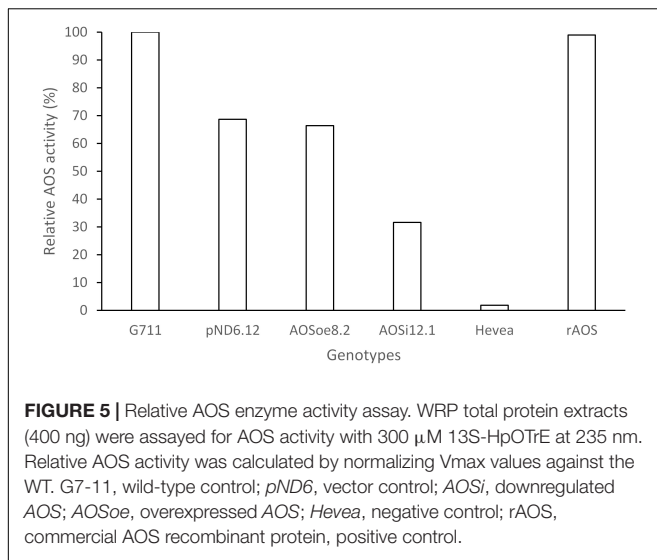 Relative AOS activity (%)
100
90
80
70
60
50
40
30
20
10
0
G711 pND6.12 AOSoe8.2 AOSi12.1 Hevea rAOS
Genotypes
FIGURE 5 | Relative AOS enzyme activity assay. WRP total protein extracts
(400 ng) were assayed for AOS activity with 300 μM 13S-HpOTrE at 235 nm.
Relative AOS activity was calculated by normalizing Vmax values against the
WT. G7-11, wild-type control; pND6, vector control; AOSi, downregulated
AOS; AOSoe, overexpressed AOS; Hevea, negative control; rAOS,
commercial AOS recombinant protein, positive control.